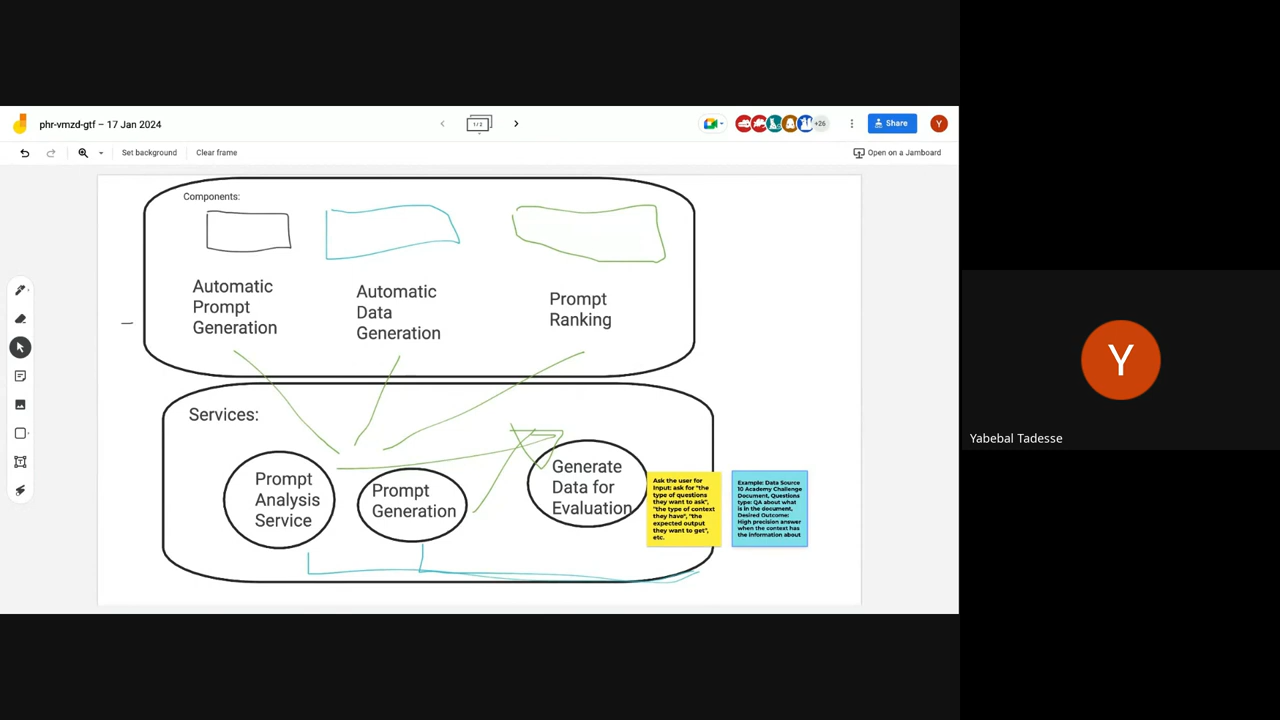 phr-vmzd-gtf – 17 Jan 2024
1/2
+26
Share
Y
Set background
Clear frame
Open on a Jamboard
Components:
Automatic
Prompt
Generation
Automatic
Data
Generation
Prompt
Ranking
Services:
Prompt
Analysis
Service
Prompt
Generation
Generate
Data for
Evaluation
Ask the user for
Input: ask for "the
type of questions
they want to ask",
"the type of context
they have", "the
expected output
they want to get",
etc.
Example: Data Source
10 Academy Challenge
Document, Questions
type: QA about what
is in the document,
Desired Outcome:
High precision answer
when the context has
the information about
Y
Yabebal Tadesse